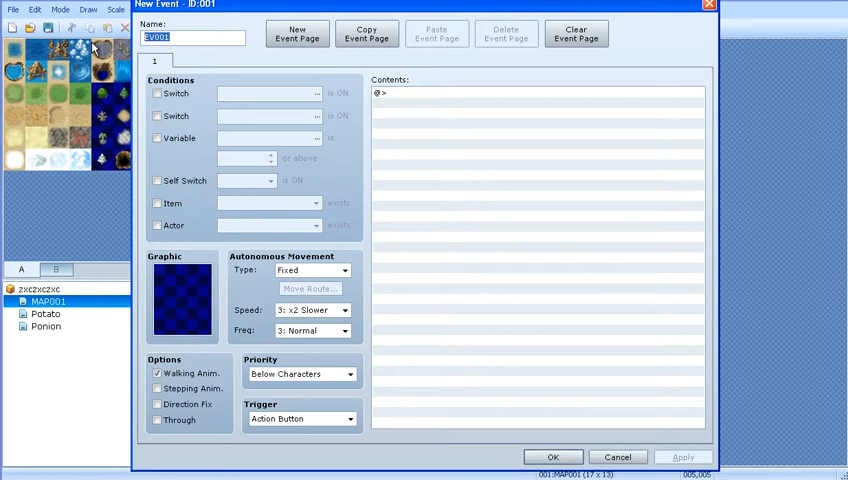 New Event - ID:001
File Edit Mode Draw Scale
Name:
EV001
New Event Page
Copy Event Page
Paste Event Page
Delete Event Page
Clear Event Page
1
Conditions
Switch ... is ON
Switch ... is ON
Variable ... is
or above
Self Switch is ON
Item exists
Actor exists
Graphic
Autonomous Movement
Type: Fixed
Move Route...
Speed: 3: x2 Slower
Freq: 3: Normal
Options
Walking Anim.
Stepping Anim.
Direction Fix
Through
Priority
Below Characters
Trigger
Action Button
Contents:
@>
A B
zxczxczxc
MAP001
Potato
Ponion
OK Cancel Apply
001:MAP001 (17 x 13) 005,005